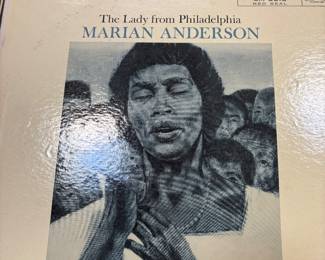 The Lady from Philadelphia
MARIAN ANDERSON
RED SEAL